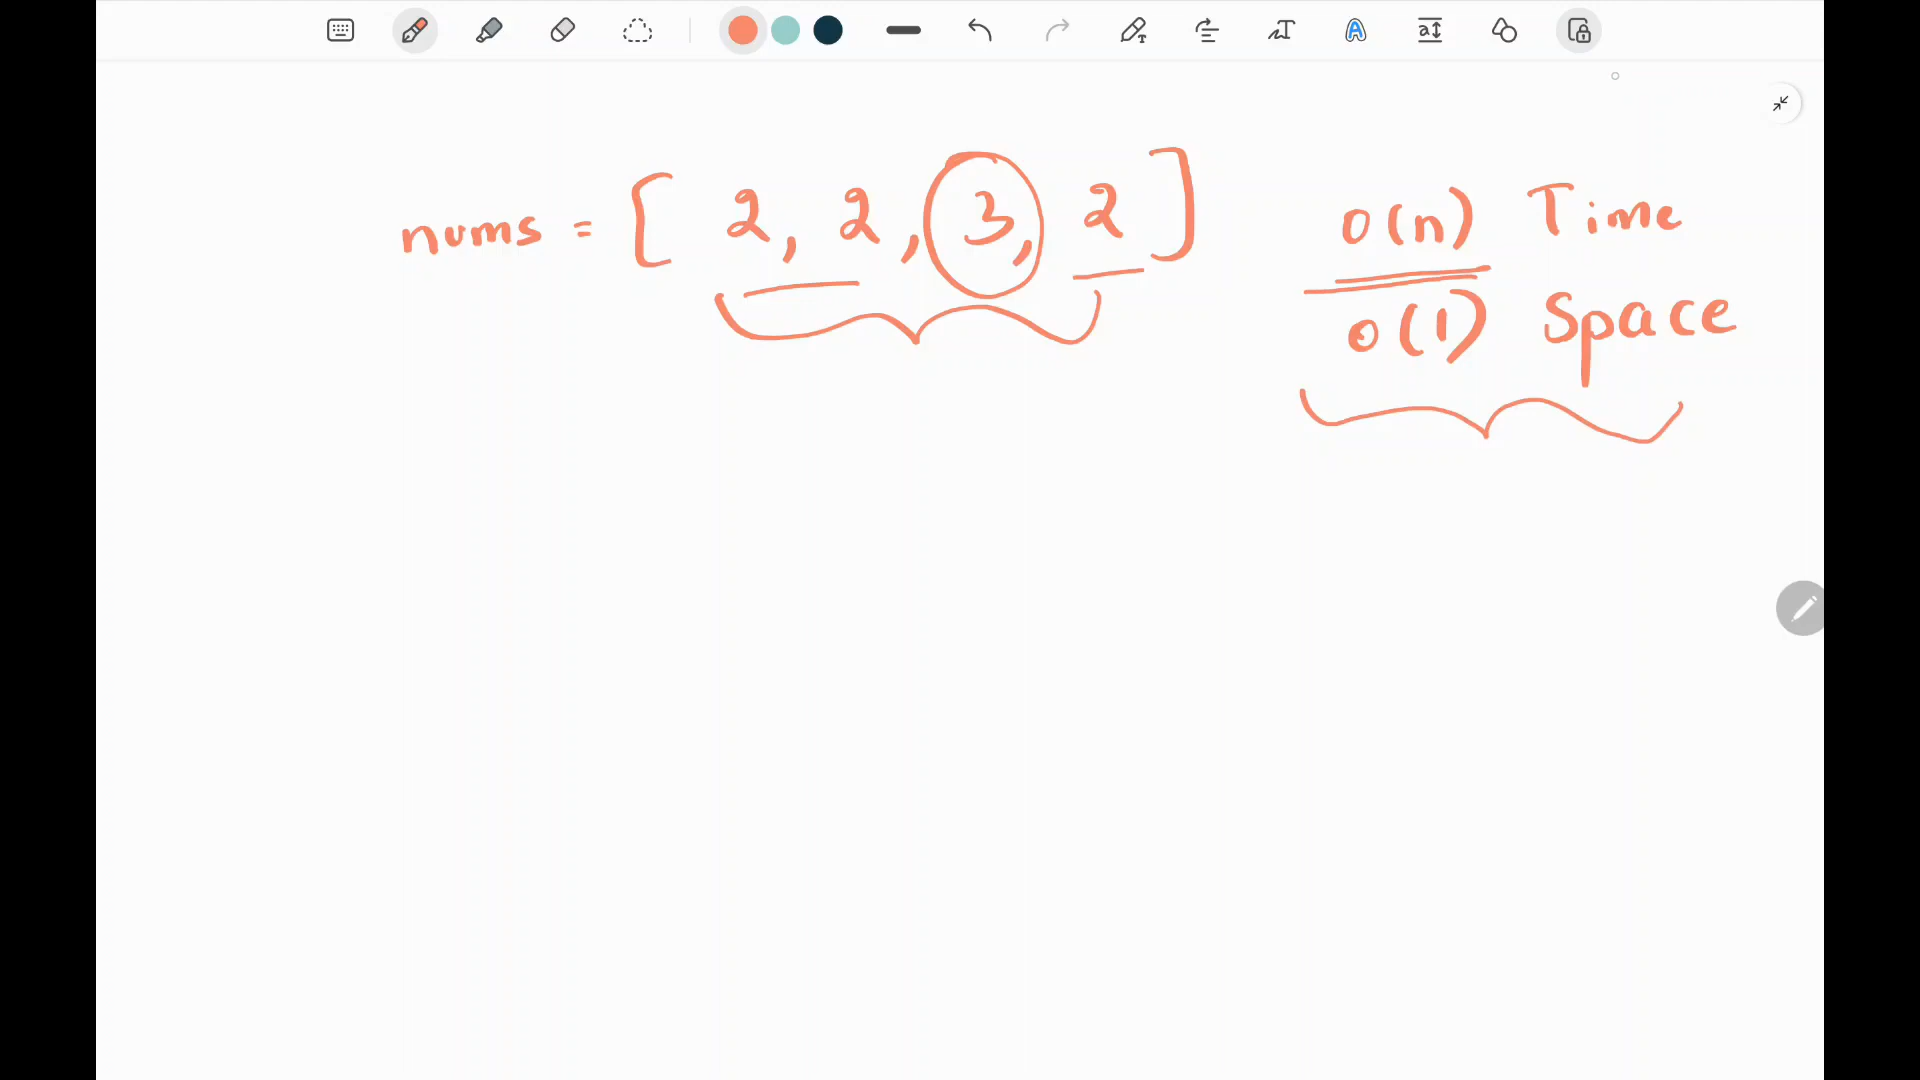 nums = [ 2, 2, 3, 2 ]
O(n) Time
O(1) Space